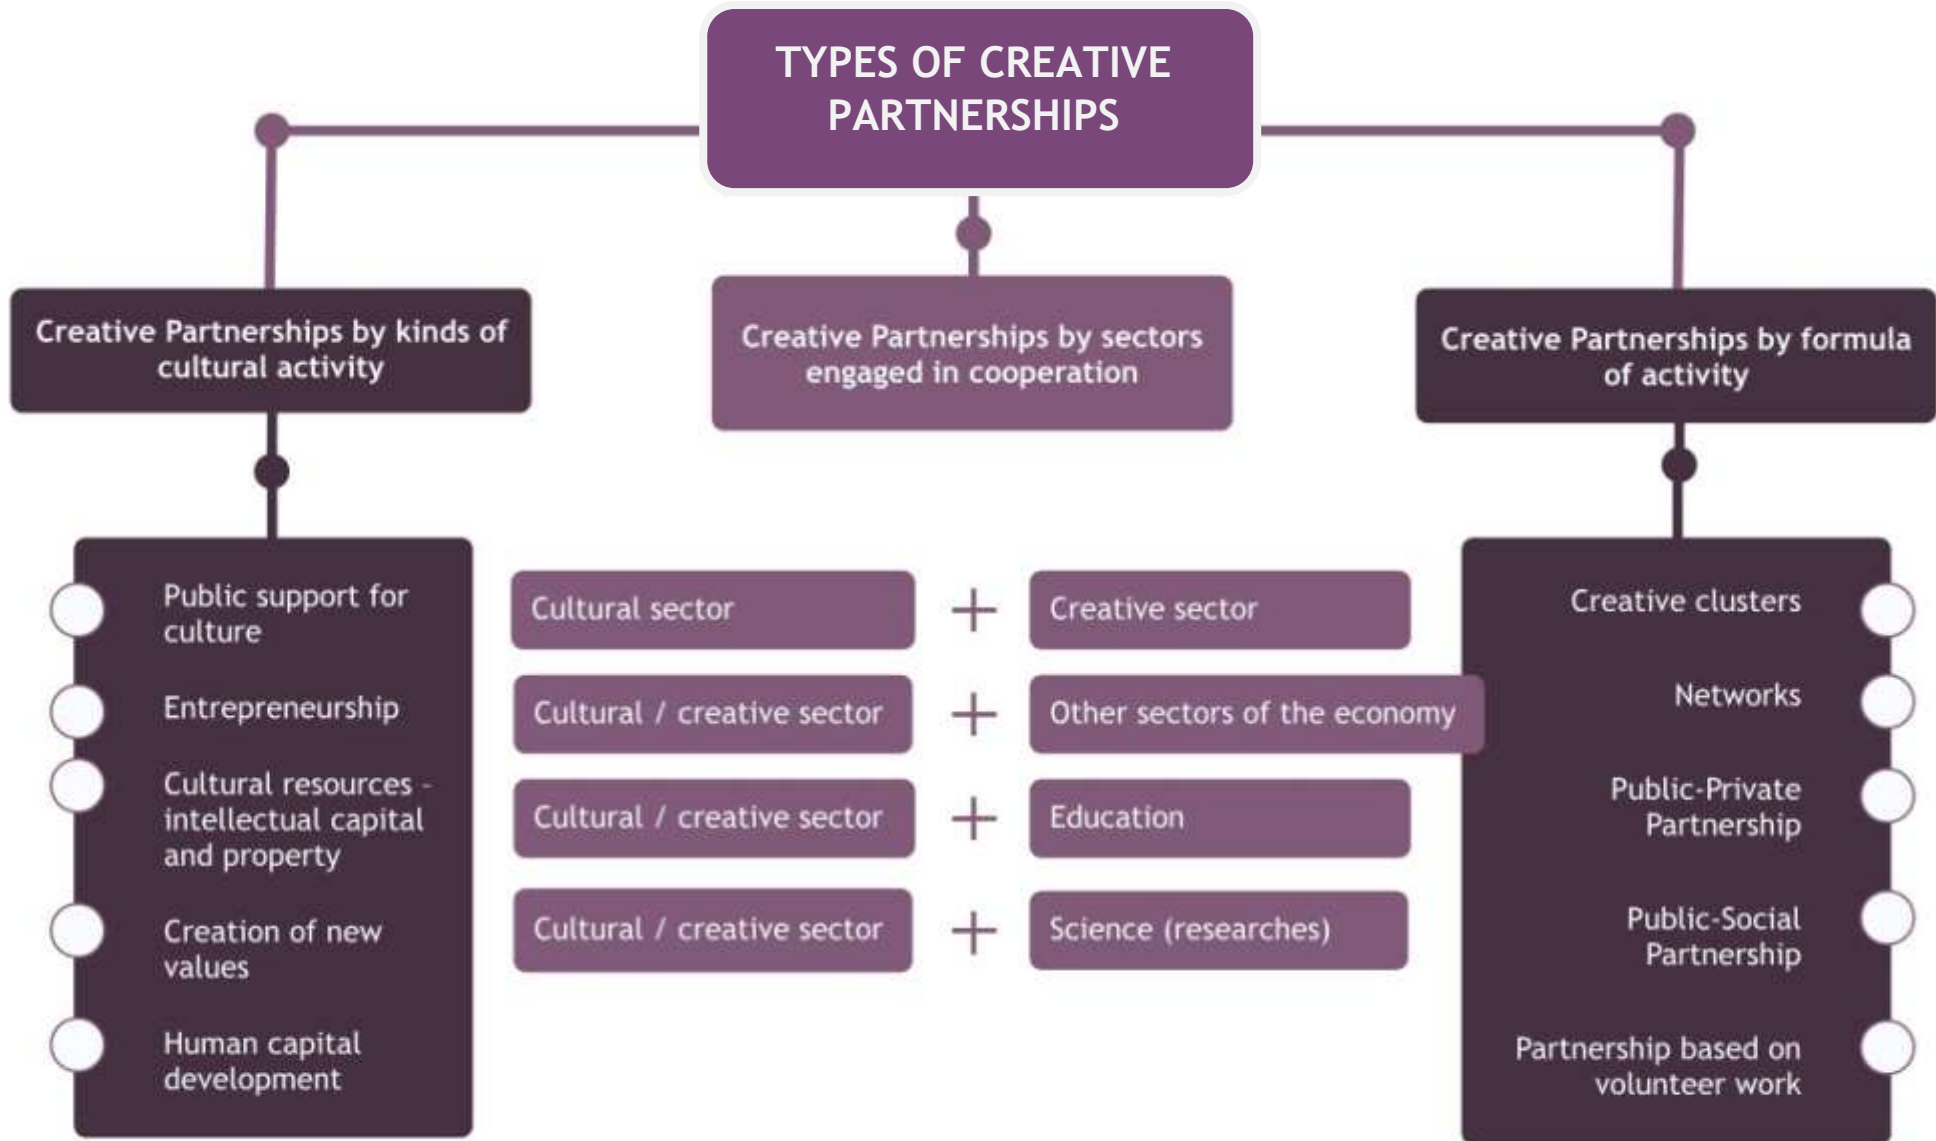 TYPES OF CREATIVE
PARTNERSHIPS
Creative Partnerships by kinds of
cultural activity
Creative Partnerships by sectors
engaged in cooperation
Creative Partnerships by formula
of activity
Public support for
culture
Entrepreneurship
Cultural resources -
intellectual capital
and property
Creation of new
values
Human capital
development
Cultural sector + Creative sector
Cultural / creative sector + Other sectors of the economy
Cultural / creative sector + Education
Cultural / creative sector + Science (researches)
Creative clusters
Networks
Public-Private
Partnership
Public-Social
Partnership
Partnership based on
volunteer work